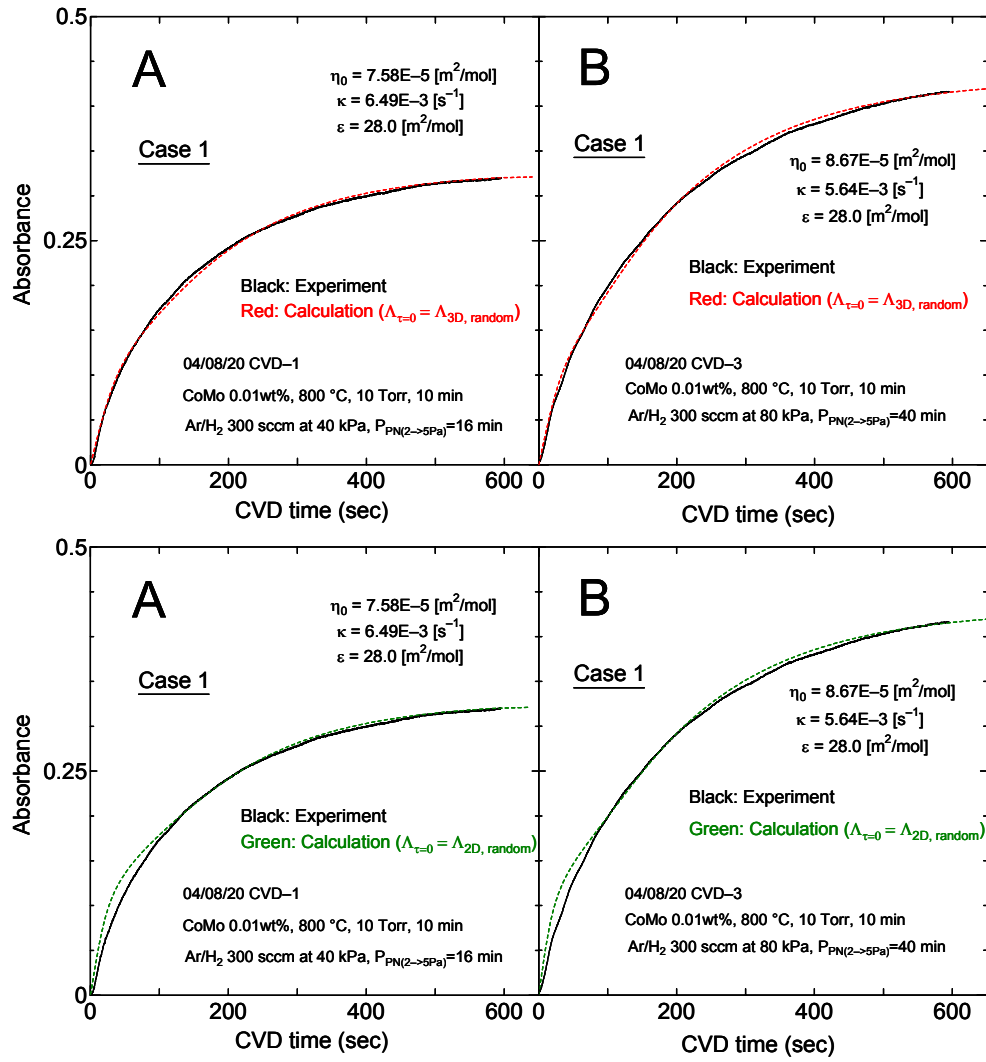 0.5
A
η₀ = 7.58E–5 [m²/mol]
κ = 6.49E–3 [s⁻¹]
ε = 28.0 [m²/mol]
Case 1
0.25
Absorbance
Black: Experiment
Red: Calculation (Λτ=0 = Λ3D, random)
04/08/20 CVD–1
CoMo 0.01wt%, 800 °C, 10 Torr, 10 min
Ar/H₂ 300 sccm at 40 kPa, PPN(2–>5Pa)=16 min
0
0 200 400 600
CVD time (sec)
B
Case 1
η₀ = 8.67E–5 [m²/mol]
κ = 5.64E–3 [s⁻¹]
ε = 28.0 [m²/mol]
Black: Experiment
Red: Calculation (Λτ=0 = Λ3D, random)
04/08/20 CVD–3
CoMo 0.01wt%, 800 °C, 10 Torr, 10 min
Ar/H₂ 300 sccm at 80 kPa, PPN(2–>5Pa)=40 min
0 200 400 600
CVD time (sec)
0.5
A
η₀ = 7.58E–5 [m²/mol]
κ = 6.49E–3 [s⁻¹]
ε = 28.0 [m²/mol]
Case 1
0.25
Absorbance
Black: Experiment
Green: Calculation (Λτ=0 = Λ2D, random)
04/08/20 CVD–1
CoMo 0.01wt%, 800 °C, 10 Torr, 10 min
Ar/H₂ 300 sccm at 40 kPa, PPN(2–>5Pa)=16 min
0
0 200 400 600
CVD time (sec)
B
Case 1
η₀ = 8.67E–5 [m²/mol]
κ = 5.64E–3 [s⁻¹]
ε = 28.0 [m²/mol]
Black: Experiment
Green: Calculation (Λτ=0 = Λ2D, random)
04/08/20 CVD–3
CoMo 0.01wt%, 800 °C, 10 Torr, 10 min
Ar/H₂ 300 sccm at 80 kPa, PPN(2–>5Pa)=40 min
0 200 400 600
CVD time (sec)